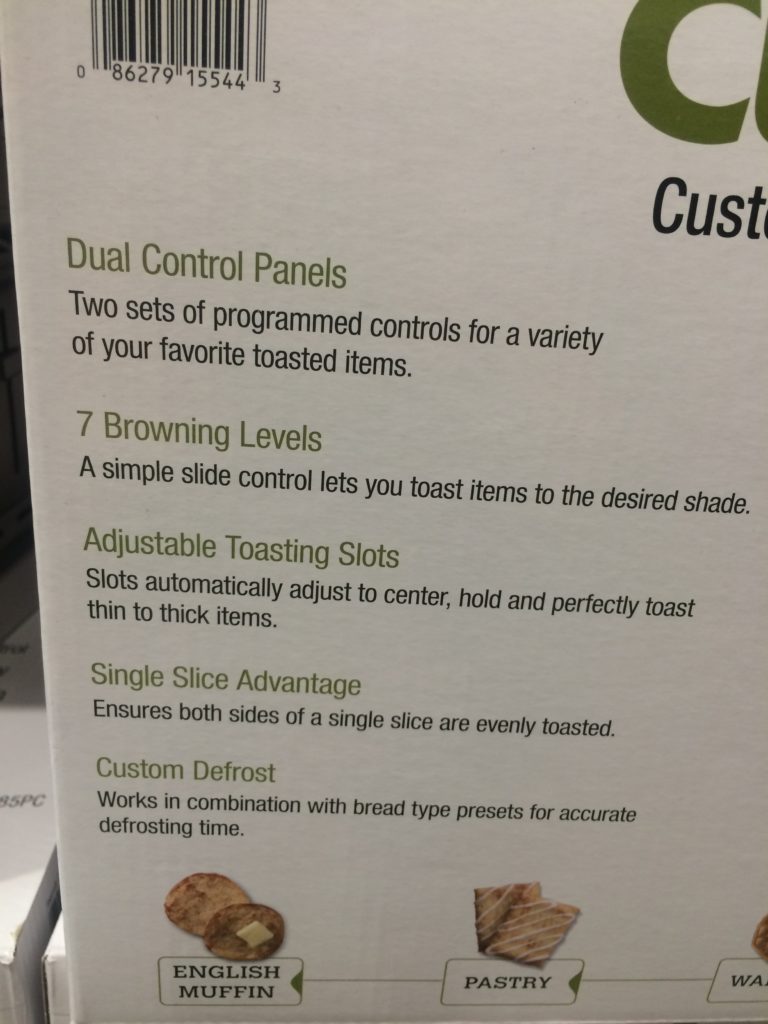 0 86279 15544 3
Dual Control Panels
Two sets of programmed controls for a variety
of your favorite toasted items.
7 Browning Levels
A simple slide control lets you toast items to the desired shade.
Adjustable Toasting Slots
Slots automatically adjust to center, hold and perfectly toast
thin to thick items.
Single Slice Advantage
Ensures both sides of a single slice are evenly toasted.
Custom Defrost
Works in combination with bread type presets for accurate
defrosting time.
85PC
ENGLISH
MUFFIN
PASTRY